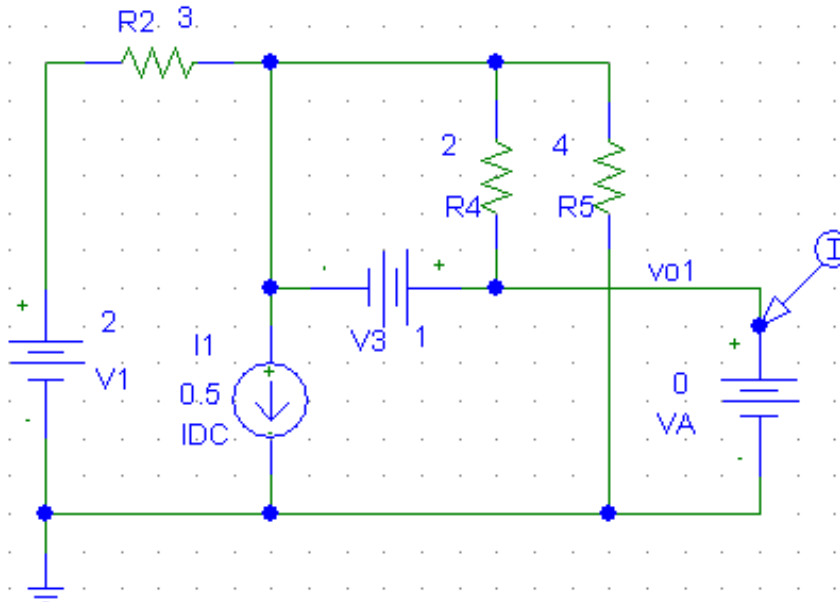 R2 3
2 4
R4 R5
I
vo1
+ - +
V3 1
2
V1
I1
0.5
IDC
+
-
+
0
VA
-
-